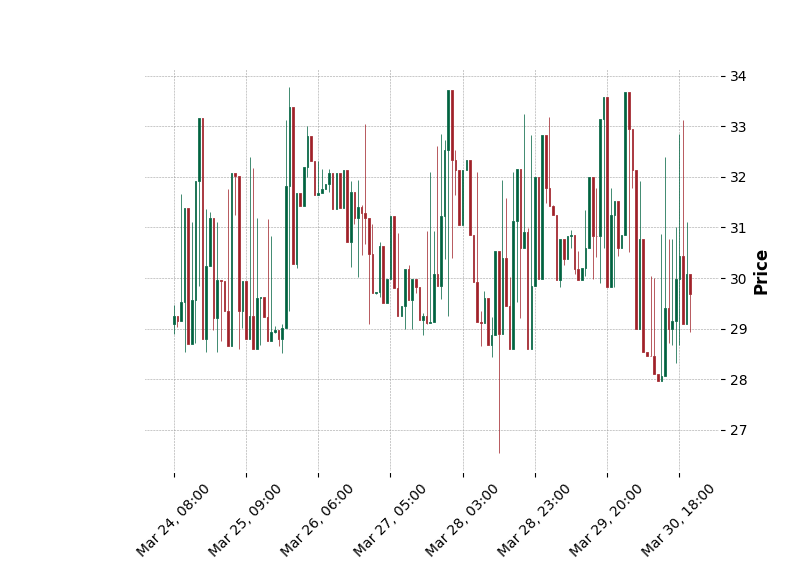 34
33
32
31
30
29
28
27
Price
Mar 24, 08:00
Mar 25, 09:00
Mar 26, 06:00
Mar 27, 05:00
Mar 28, 03:00
Mar 28, 23:00
Mar 29, 20:00
Mar 30, 18:00